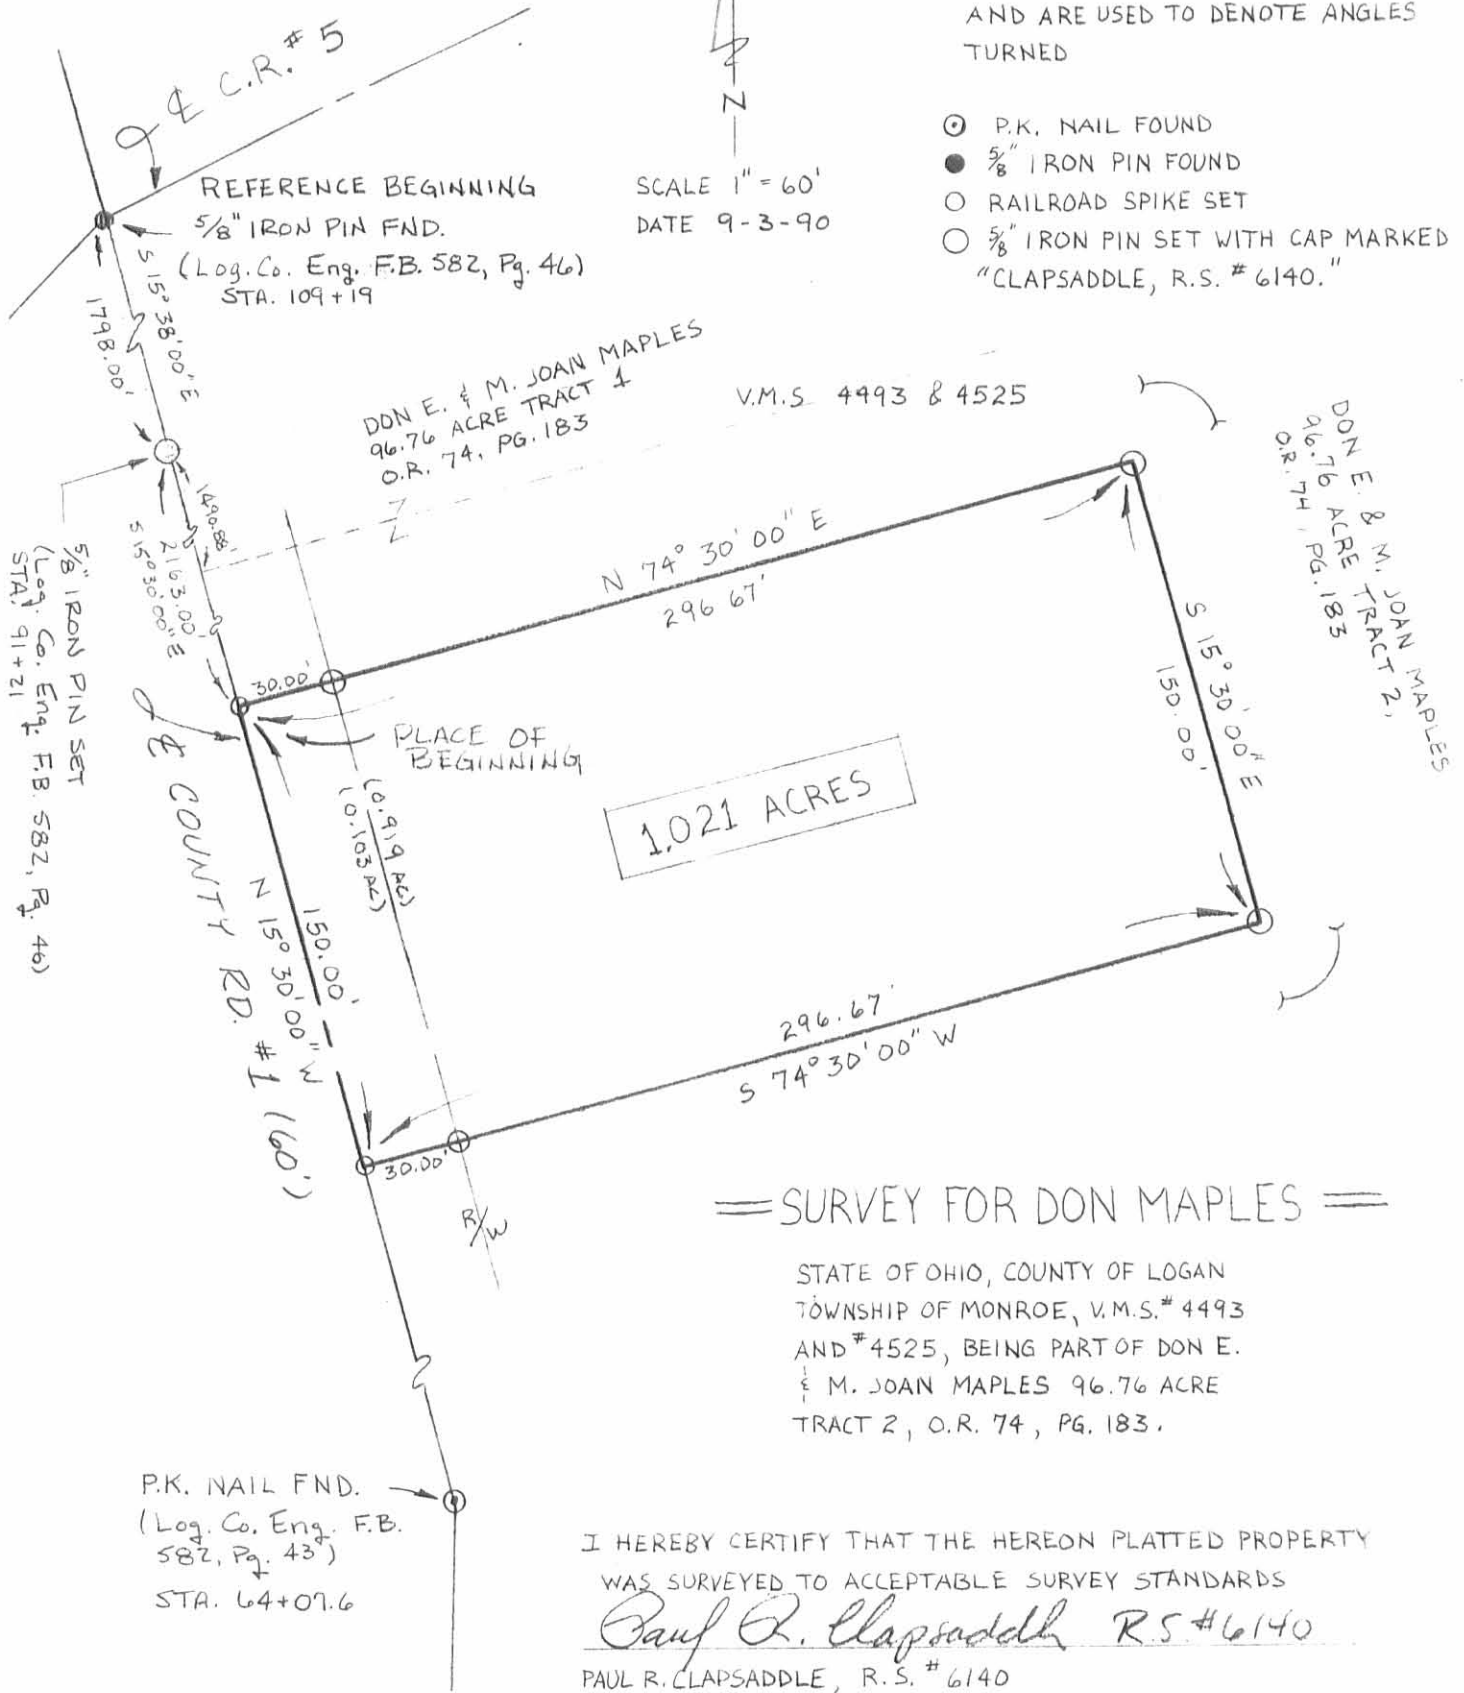 AND ARE USED TO DENOTE ANGLES
TURNED
℄ C.R. # 5
N
SCALE 1" = 60'
DATE 9-3-90
⊙ P.K. NAIL FOUND
● 5/8" IRON PIN FOUND
○ RAILROAD SPIKE SET
○ 5/8" IRON PIN SET WITH CAP MARKED
"CLAPSADDLE, R.S. # 6140."
REFERENCE BEGINNING
5/8" IRON PIN FND.
(Log. Co. Eng. F.B. 582, Pg. 46)
STA. 109+19
S 15° 38' 00" E
1798.00'
DON E. & M. JOAN MAPLES
96.76 ACRE TRACT 1
O.R. 74, PG. 183
V.M.S. 4493 & 4525
DON E. & M. JOAN MAPLES
96.76 ACRE TRACT 2,
O.R. 74, PG. 183
1490.88'
2163.00'
S 15° 30' 00" E
5/8" IRON PIN SET
(Log. Co. Eng. F.B. 582, Pg. 46)
STA. 91+21
N 74° 30' 00" E
296.67'
30.00'
PLACE OF
BEGINNING
S 15° 30' 00" E
150.00'
(0.919 AC)
(0.103 AC)
1.021 ACRES
℄ COUNTY RD. #1 (60')
150.00'
N 15° 30' 00" W
296.67'
S 74° 30' 00" W
30.00'
R/W
SURVEY FOR DON MAPLES
STATE OF OHIO, COUNTY OF LOGAN
TOWNSHIP OF MONROE, V.M.S. # 4493
AND # 4525, BEING PART OF DON E.
& M. JOAN MAPLES 96.76 ACRE
TRACT 2, O.R. 74, PG. 183.
P.K. NAIL FND.
(Log. Co. Eng. F.B.
582, Pg. 43)
STA. 64+07.6
I HEREBY CERTIFY THAT THE HEREON PLATTED PROPERTY
WAS SURVEYED TO ACCEPTABLE SURVEY STANDARDS
Paul R. Clapsaddle R.S. #6140
PAUL R. CLAPSADDLE, R.S. # 6140